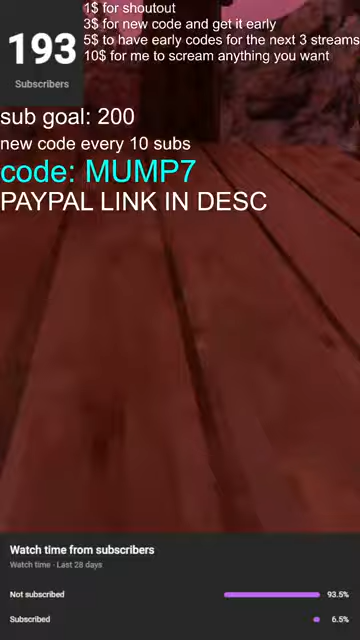 193
Subscribers
1$ for shoutout
3$ for new code and get it early
5$ to have early codes for the next 3 streams
10$ for me to scream anything you want
sub goal: 200
new code every 10 subs
code: MUMP7
PAYPAL LINK IN DESC
Watch time from subscribers
Watch time · Last 28 days
Not subscribed 93.5%
Subscribed 6.5%